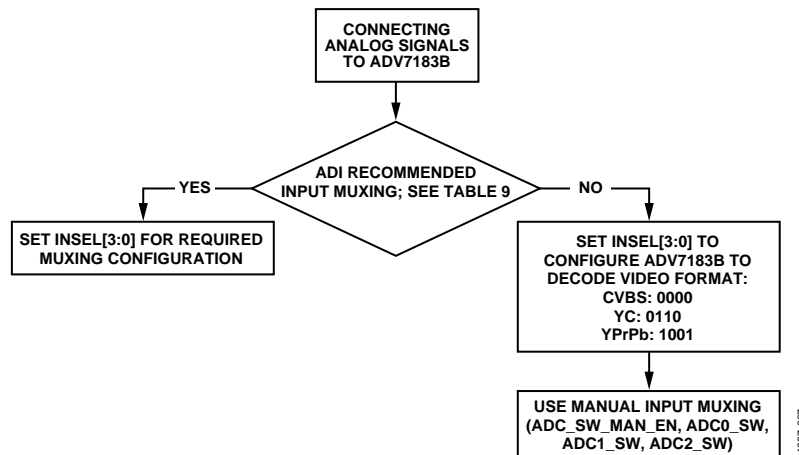 CONNECTING
ANALOG SIGNALS
TO ADV7183B
ADI RECOMMENDED
INPUT MUXING; SEE TABLE 9
YES
NO
SET INSEL[3:0] FOR REQUIRED
MUXING CONFIGURATION
SET INSEL[3:0] TO
CONFIGURE ADV7183B TO
DECODE VIDEO FORMAT:
CVBS: 0000
YC: 0110
YPrPb: 1001
USE MANUAL INPUT MUXING
(ADC_SW_MAN_EN, ADC0_SW,
ADC1_SW, ADC2_SW)